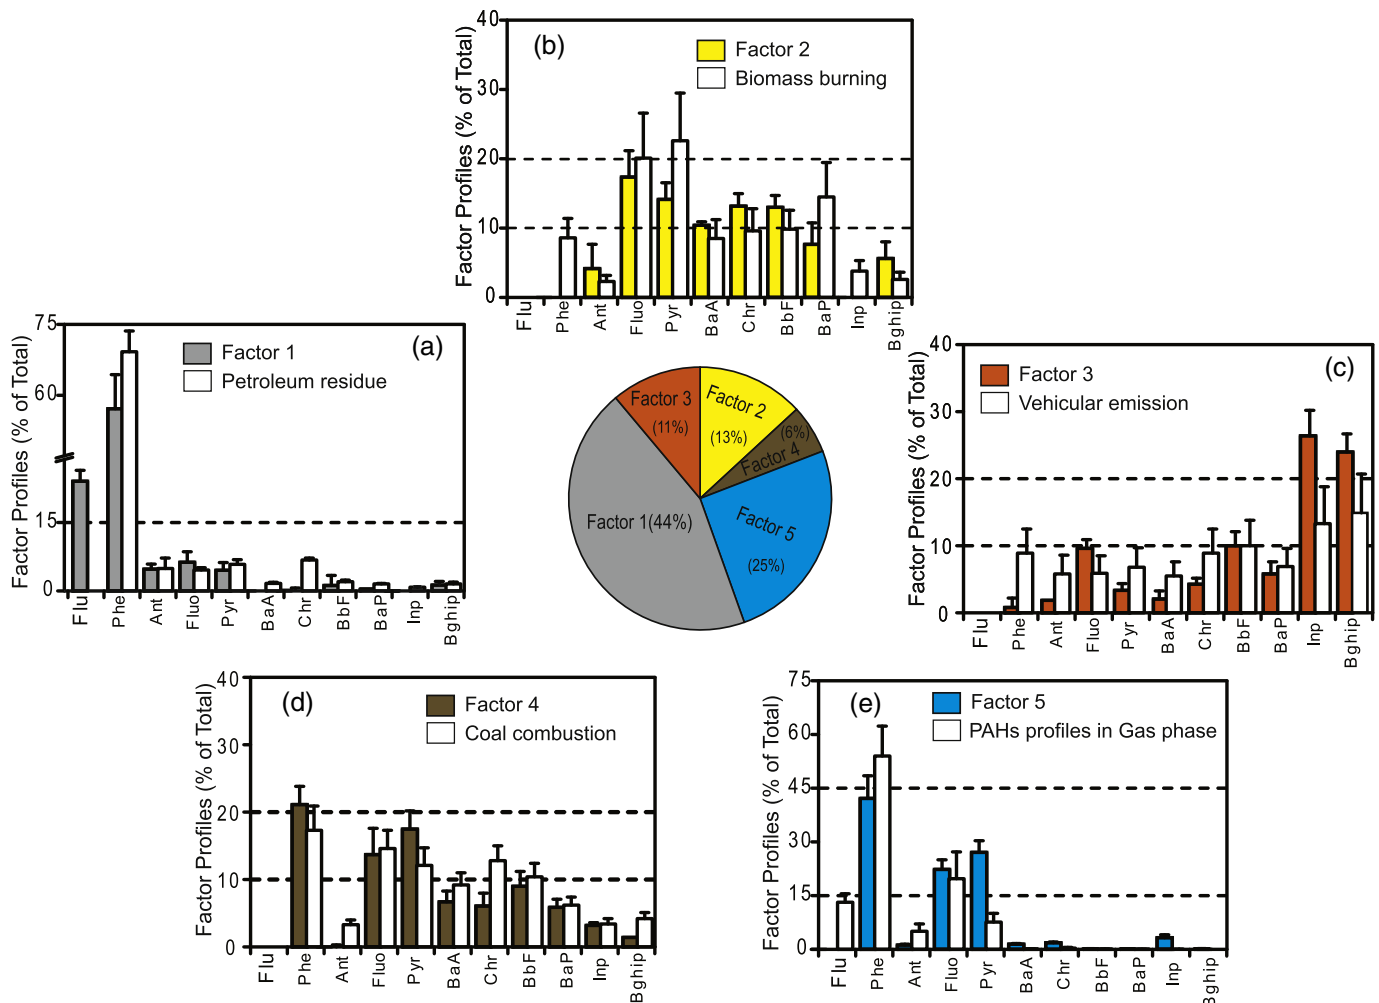 (b)
Factor 2
Biomass burning
Factor Profiles (% of Total)
40
30
20
10
0
Flu Phe Ant Fluo Pyr BaA Chr BbF BaP Inp Bghip
(a)
Factor 1
Petroleum residue
Factor Profiles (% of Total)
75
60
15
0
Flu Phe Ant Fluo Pyr BaA Chr BbF BaP Inp Bghip
Factor 3
(11%)
Factor 2
(13%)
(6%)
Factor 4
Factor 1(44%)
Factor 5
(25%)
(c)
Factor 3
Vehicular emission
Factor Profiles (% of Total)
40
30
20
10
0
Flu Phe Ant Fluo Pyr BaA Chr BbF BaP Inp Bghip
(d)
Factor 4
Coal combustion
Factor Profiles (% of Total)
40
30
20
10
0
Flu Phe Ant Fluo Pyr BaA Chr BbF BaP Inp Bghip
(e)
Factor 5
PAHs profiles in Gas phase
Factor Profiles (% of Total)
75
60
45
30
15
0
Flu Phe Ant Fluo Pyr BaA Chr BbF BaP Inp Bghip